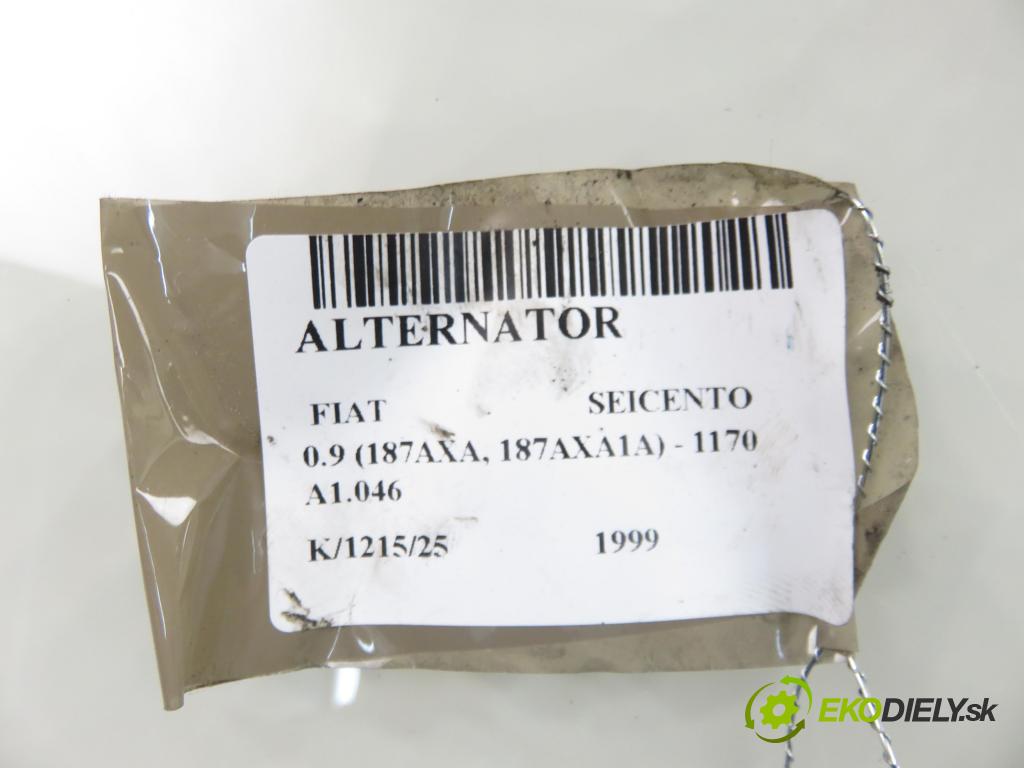 ALTERNATOR
FIAT SEICENTO
0.9 (187AXA, 187AXA1A) - 1170
A1.046
K/1215/25 1999
EKODIELY.sk